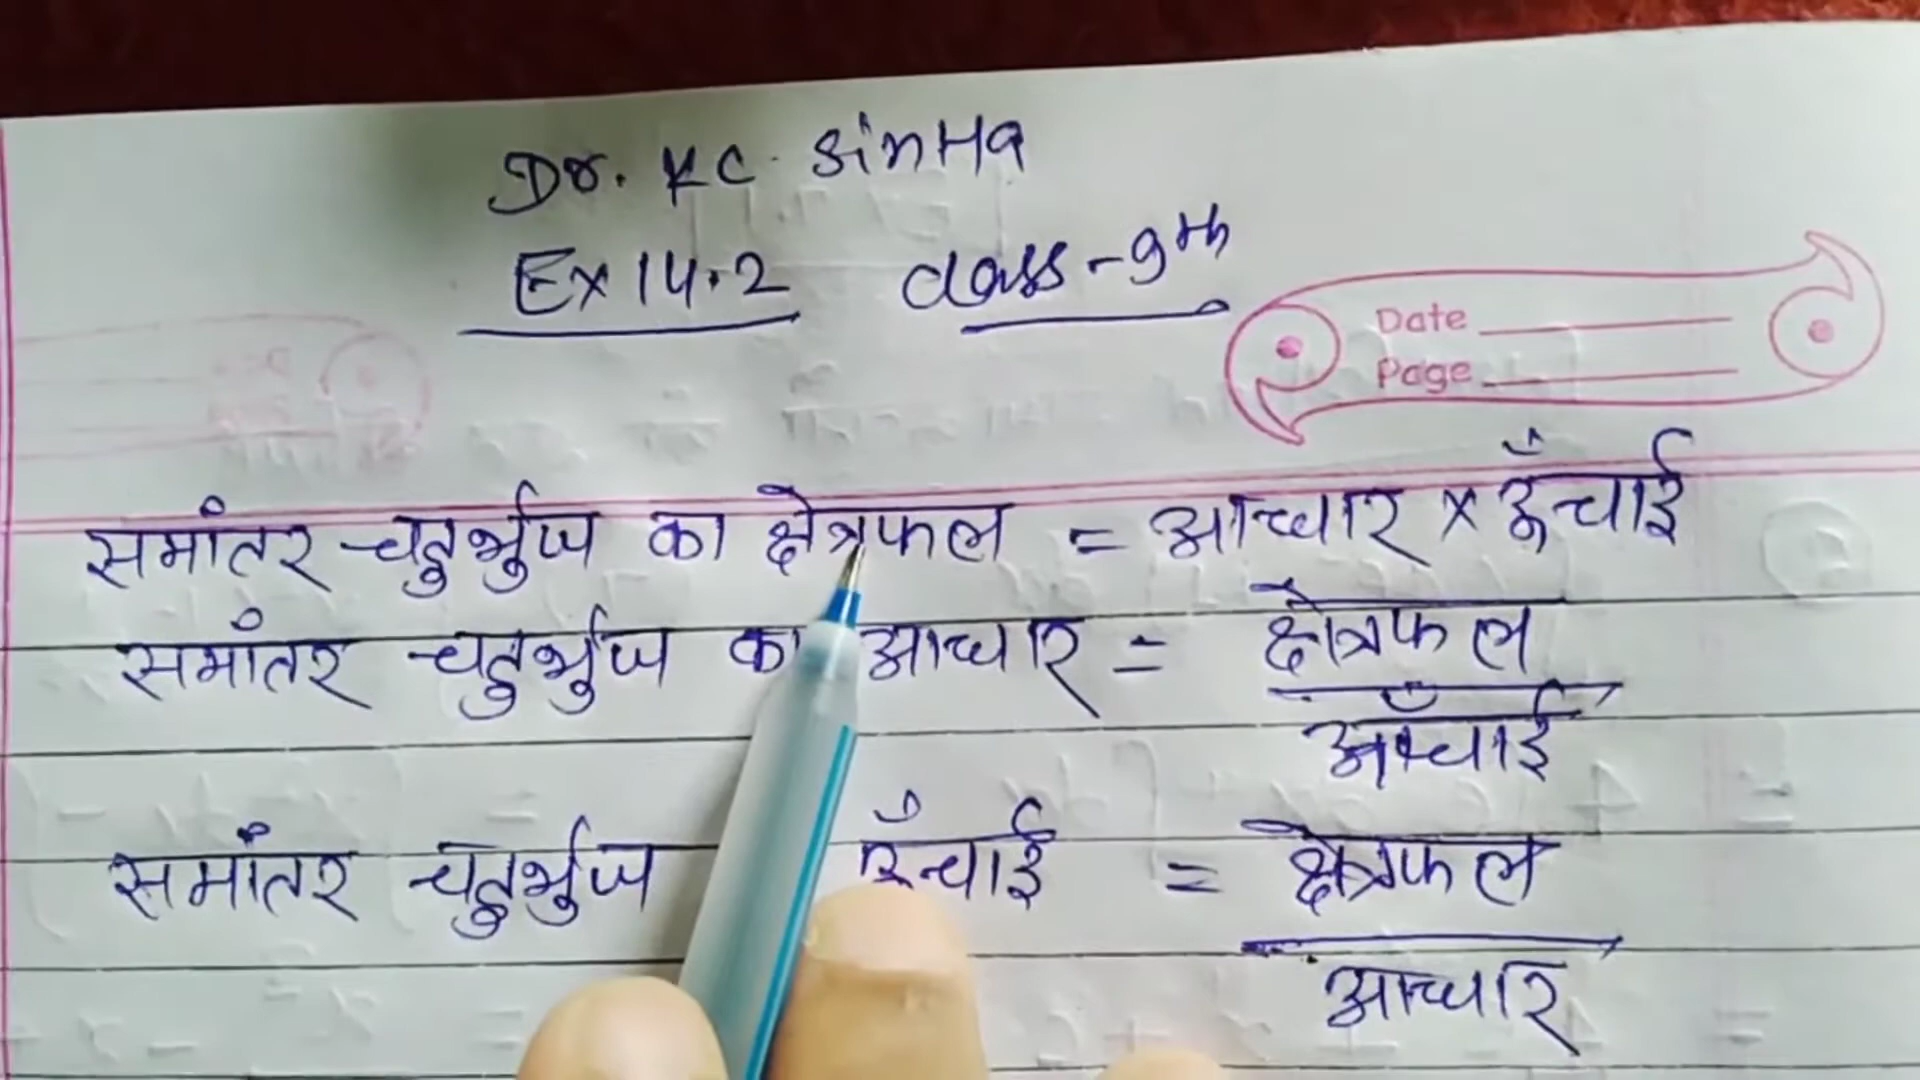 Dr. KC. SinHa
Ex 14.2 class-9th
Date
Page
समांतर चतुर्भुज का क्षेत्रफल = आधार × ऊँचाई
समांतर चतुर्भुज का आधार = क्षेत्रफल
ऊँचाई
समांतर चतुर्भुज ऊँचाई = क्षेत्रफल
आधार